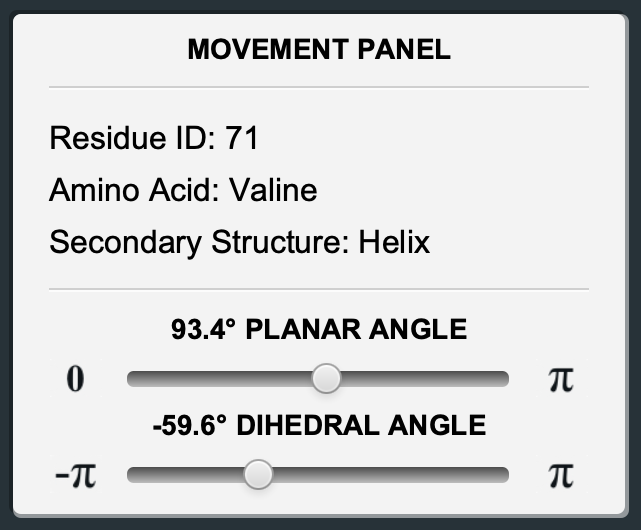 MOVEMENT PANEL
Residue ID: 71
Amino Acid: Valine
Secondary Structure: Helix
93.4° PLANAR ANGLE
0 π
-59.6° DIHEDRAL ANGLE
-π π